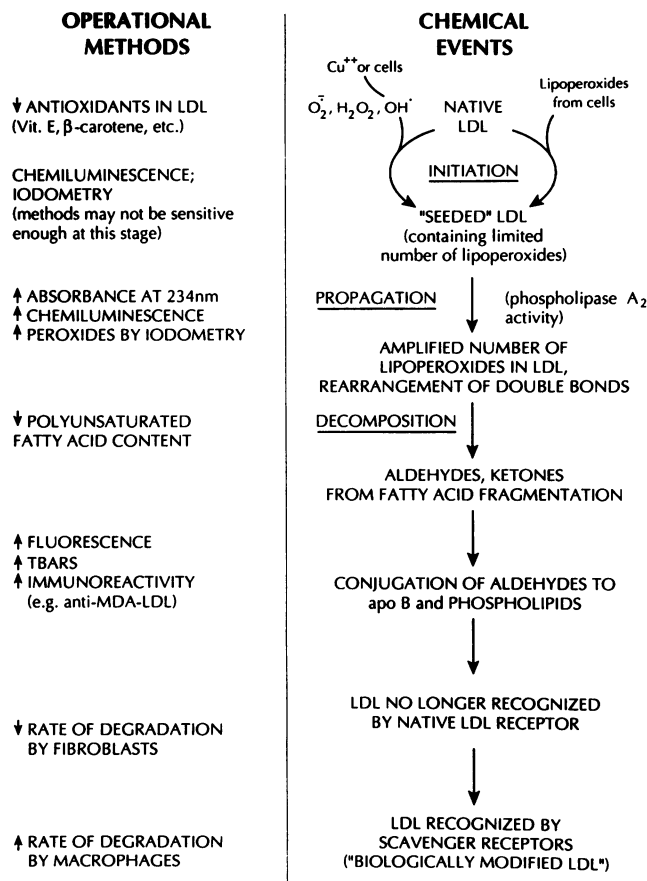 OPERATIONAL
METHODS
↓ ANTIOXIDANTS IN LDL
(Vit. E, β-carotene, etc.)
CHEMILUMINESCENCE;
IODOMETRY
(methods may not be sensitive
enough at this stage)
↑ ABSORBANCE AT 234nm
↑ CHEMILUMINESCENCE
↑ PEROXIDES BY IODOMETRY
↓ POLYUNSATURATED
FATTY ACID CONTENT
↑ FLUORESCENCE
↑ TBARS
↑ IMMUNOREACTIVITY
(e.g. anti-MDA-LDL)
↓ RATE OF DEGRADATION
BY FIBROBLASTS
↑ RATE OF DEGRADATION
BY MACROPHAGES
CHEMICAL
EVENTS
Cu⁺⁺ or cells
O₂⁻̇, H₂O₂, OH˙
NATIVE
LDL
Lipoperoxides
from cells
INITIATION
"SEEDED" LDL
(containing limited
number of lipoperoxides)
PROPAGATION
(phospholipase A₂
activity)
AMPLIFIED NUMBER OF
LIPOPEROXIDES IN LDL,
REARRANGEMENT OF DOUBLE BONDS
DECOMPOSITION
ALDEHYDES, KETONES
FROM FATTY ACID FRAGMENTATION
CONJUGATION OF ALDEHYDES TO
apo B and PHOSPHOLIPIDS
LDL NO LONGER RECOGNIZED
BY NATIVE LDL RECEPTOR
LDL RECOGNIZED BY
SCAVENGER RECEPTORS
("BIOLOGICALLY MODIFIED LDL")